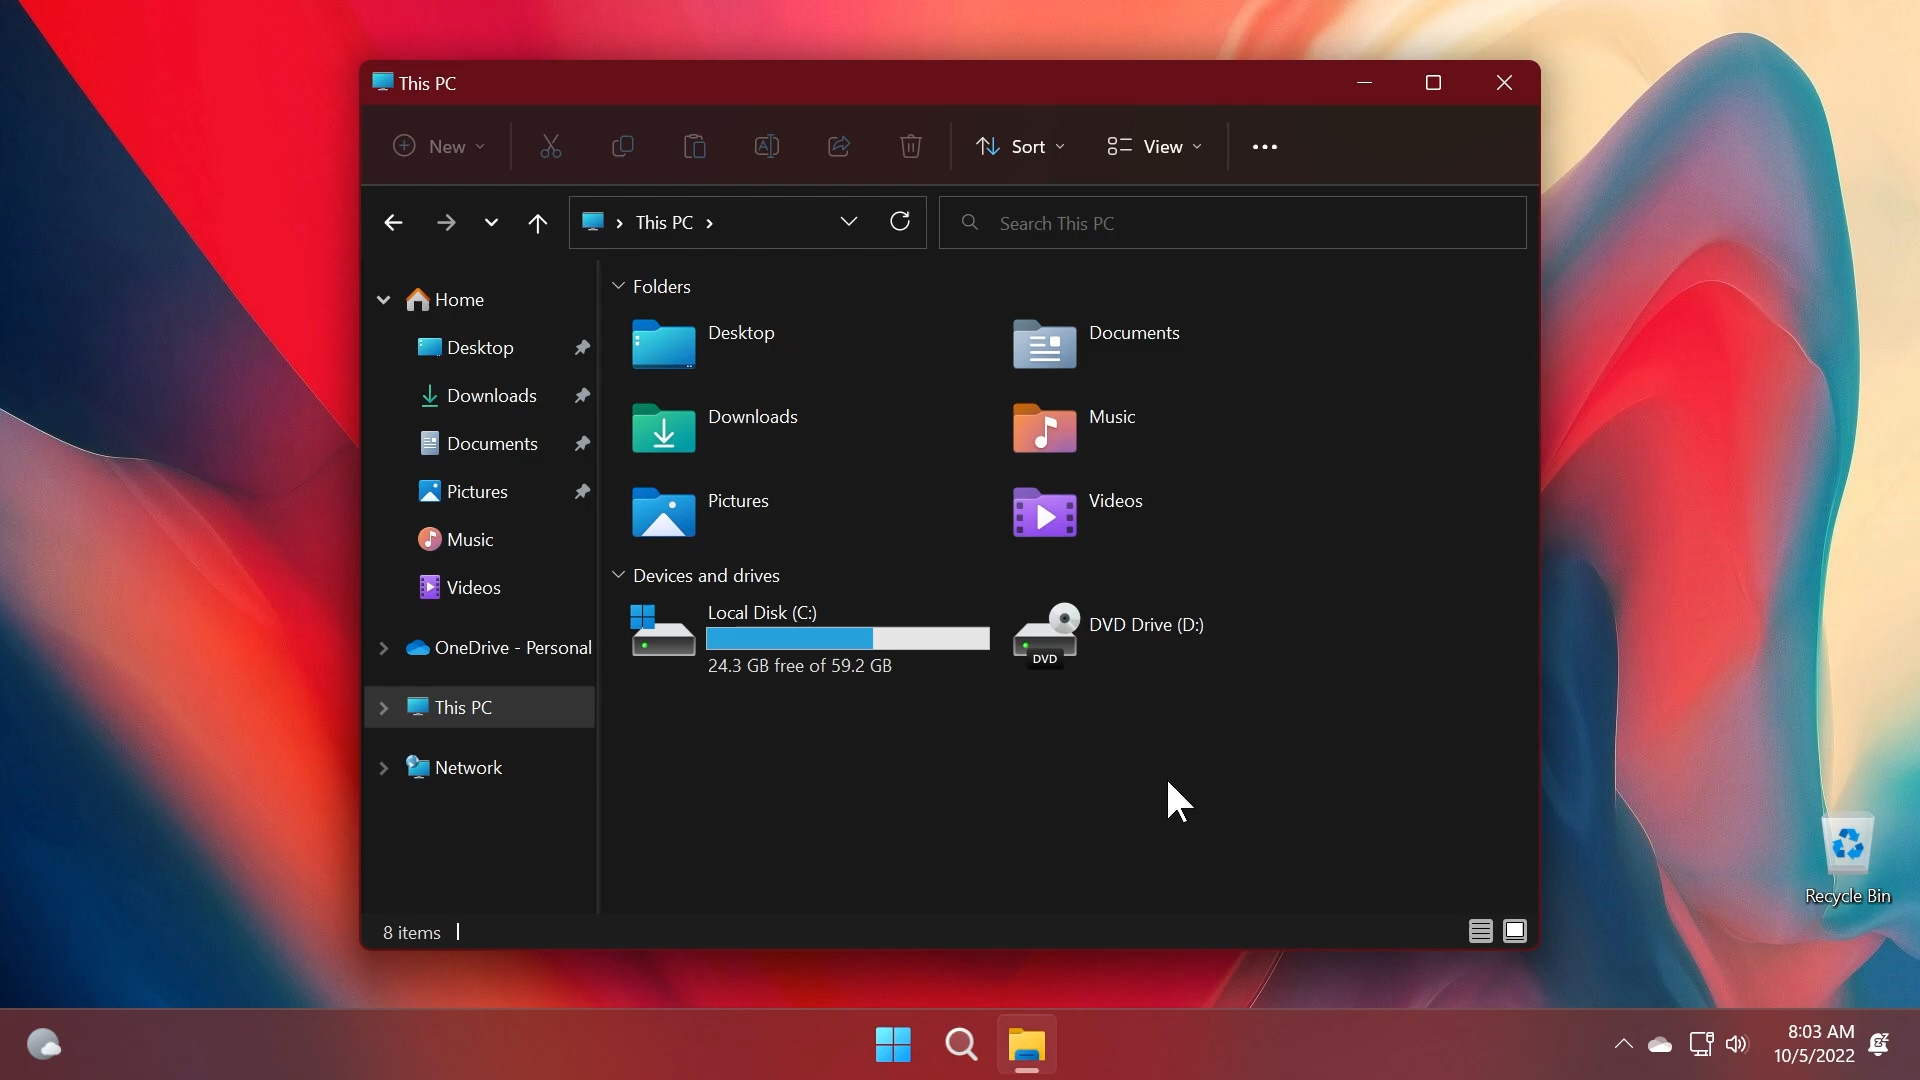 This PC
New
Sort
View
This PC
Search This PC
Home
Desktop
Downloads
Documents
Pictures
Music
Videos
OneDrive - Personal
This PC
Network
Folders
Desktop
Documents
Downloads
Music
Pictures
Videos
Devices and drives
Local Disk (C:)
24.3 GB free of 59.2 GB
DVD
DVD Drive (D:)
8 items
Recycle Bin
8:03 AM
10/5/2022